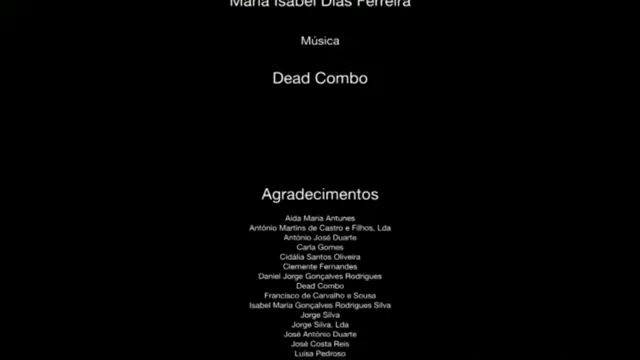 Maria Isabel Dias Ferreira
Música
Dead Combo
Agradecimentos
Aida Maria Antunes
António Martins de Castro e Filhos, Lda
António José Duarte
Carla Gomes
Cidália Santos Oliveira
Clemente Fernandes
Daniel Jorge Gonçalves Rodrigues
Dead Combo
Francisco de Carvalho e Sousa
Isabel Maria Gonçalves Rodrigues Silva
Jorge Silva
Jorge Silva, Lda
José António Duarte
José Costa Reis
Luisa Pedroso